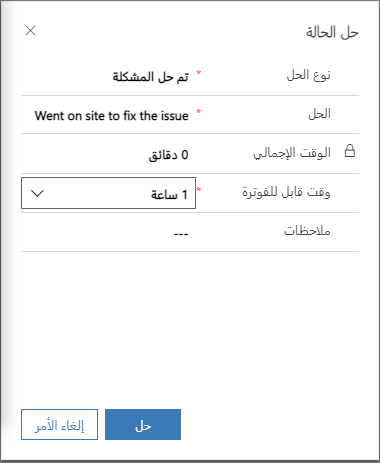 حل الحالة
نوع الحل * تم حل المشكلة
الحل * Went on site to fix the issue
الوقت الإجمالي 0 دقائق
وقت قابل للفوترة * 1 ساعة
ملاحظات ---
حل إلغاء الأمر